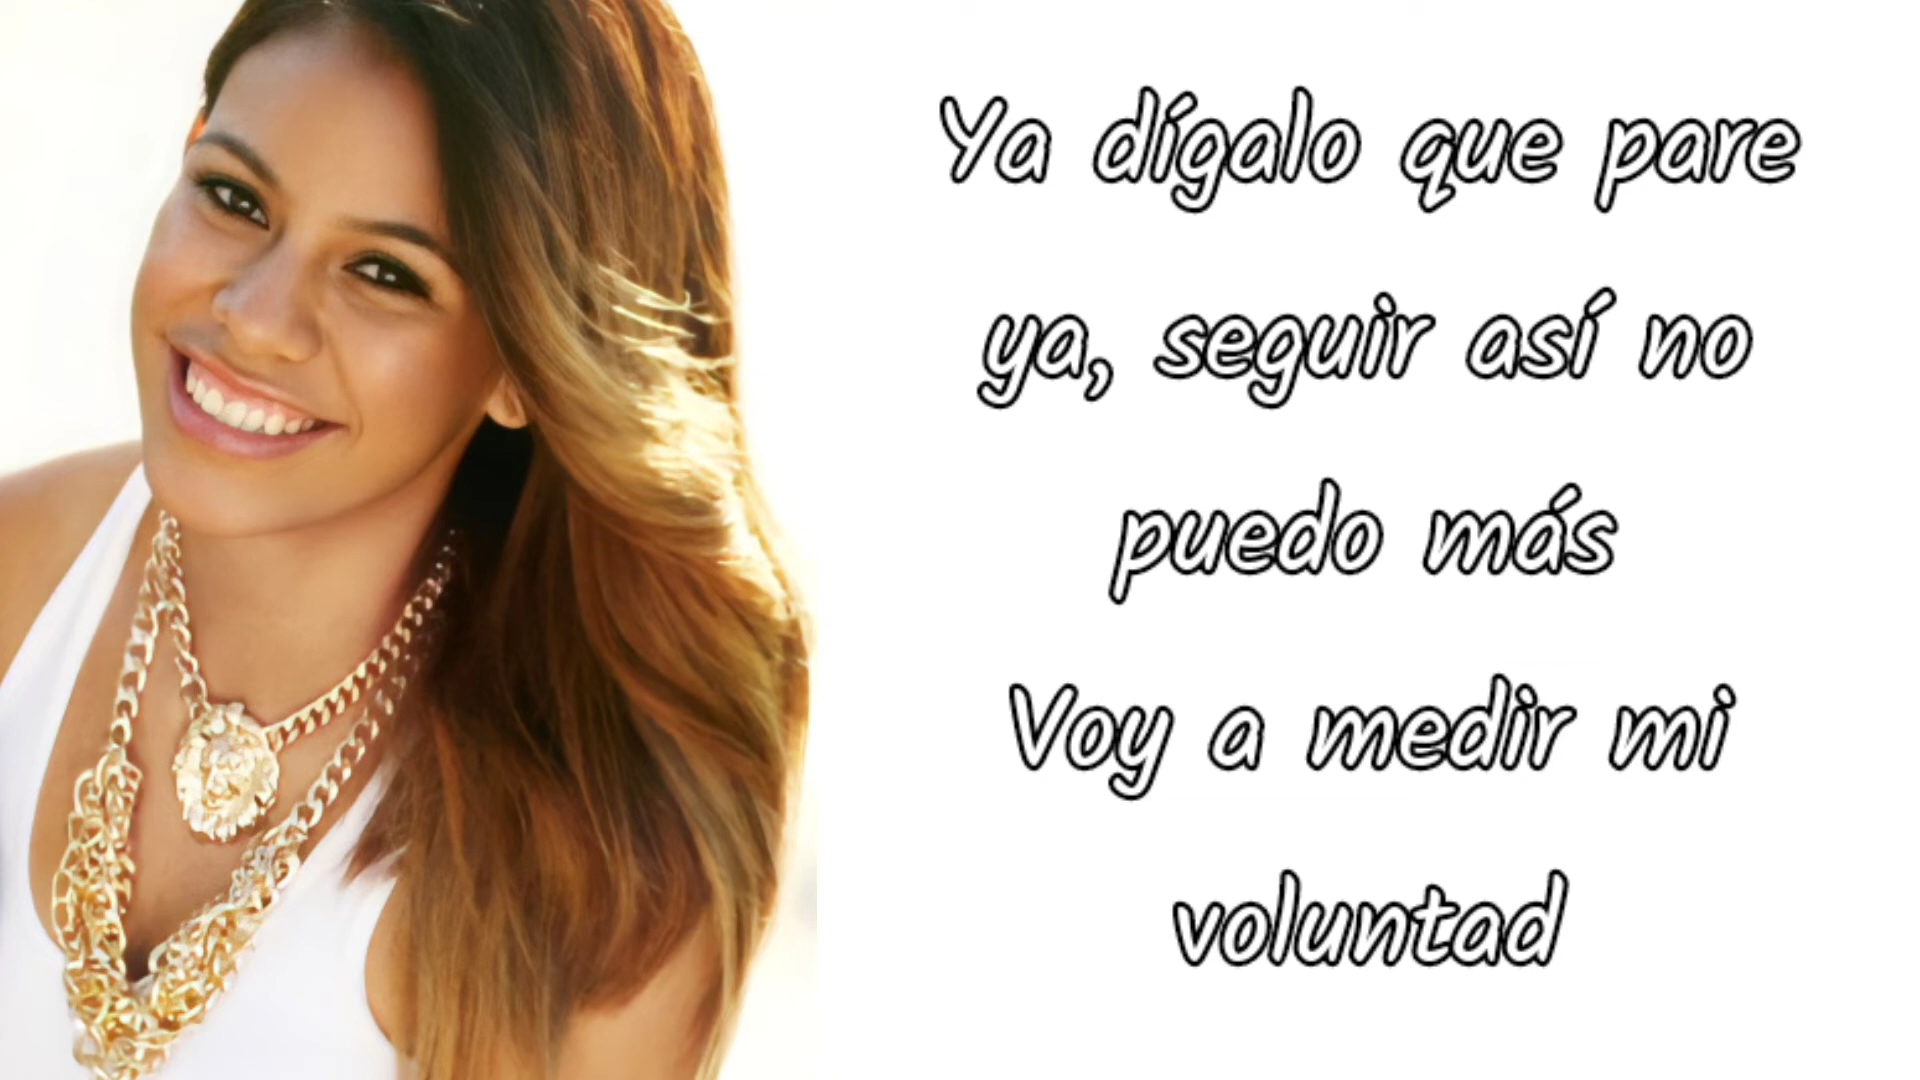 Ya dígalo que pare
ya, seguir así no
puedo más
Voy a medir mi
voluntad